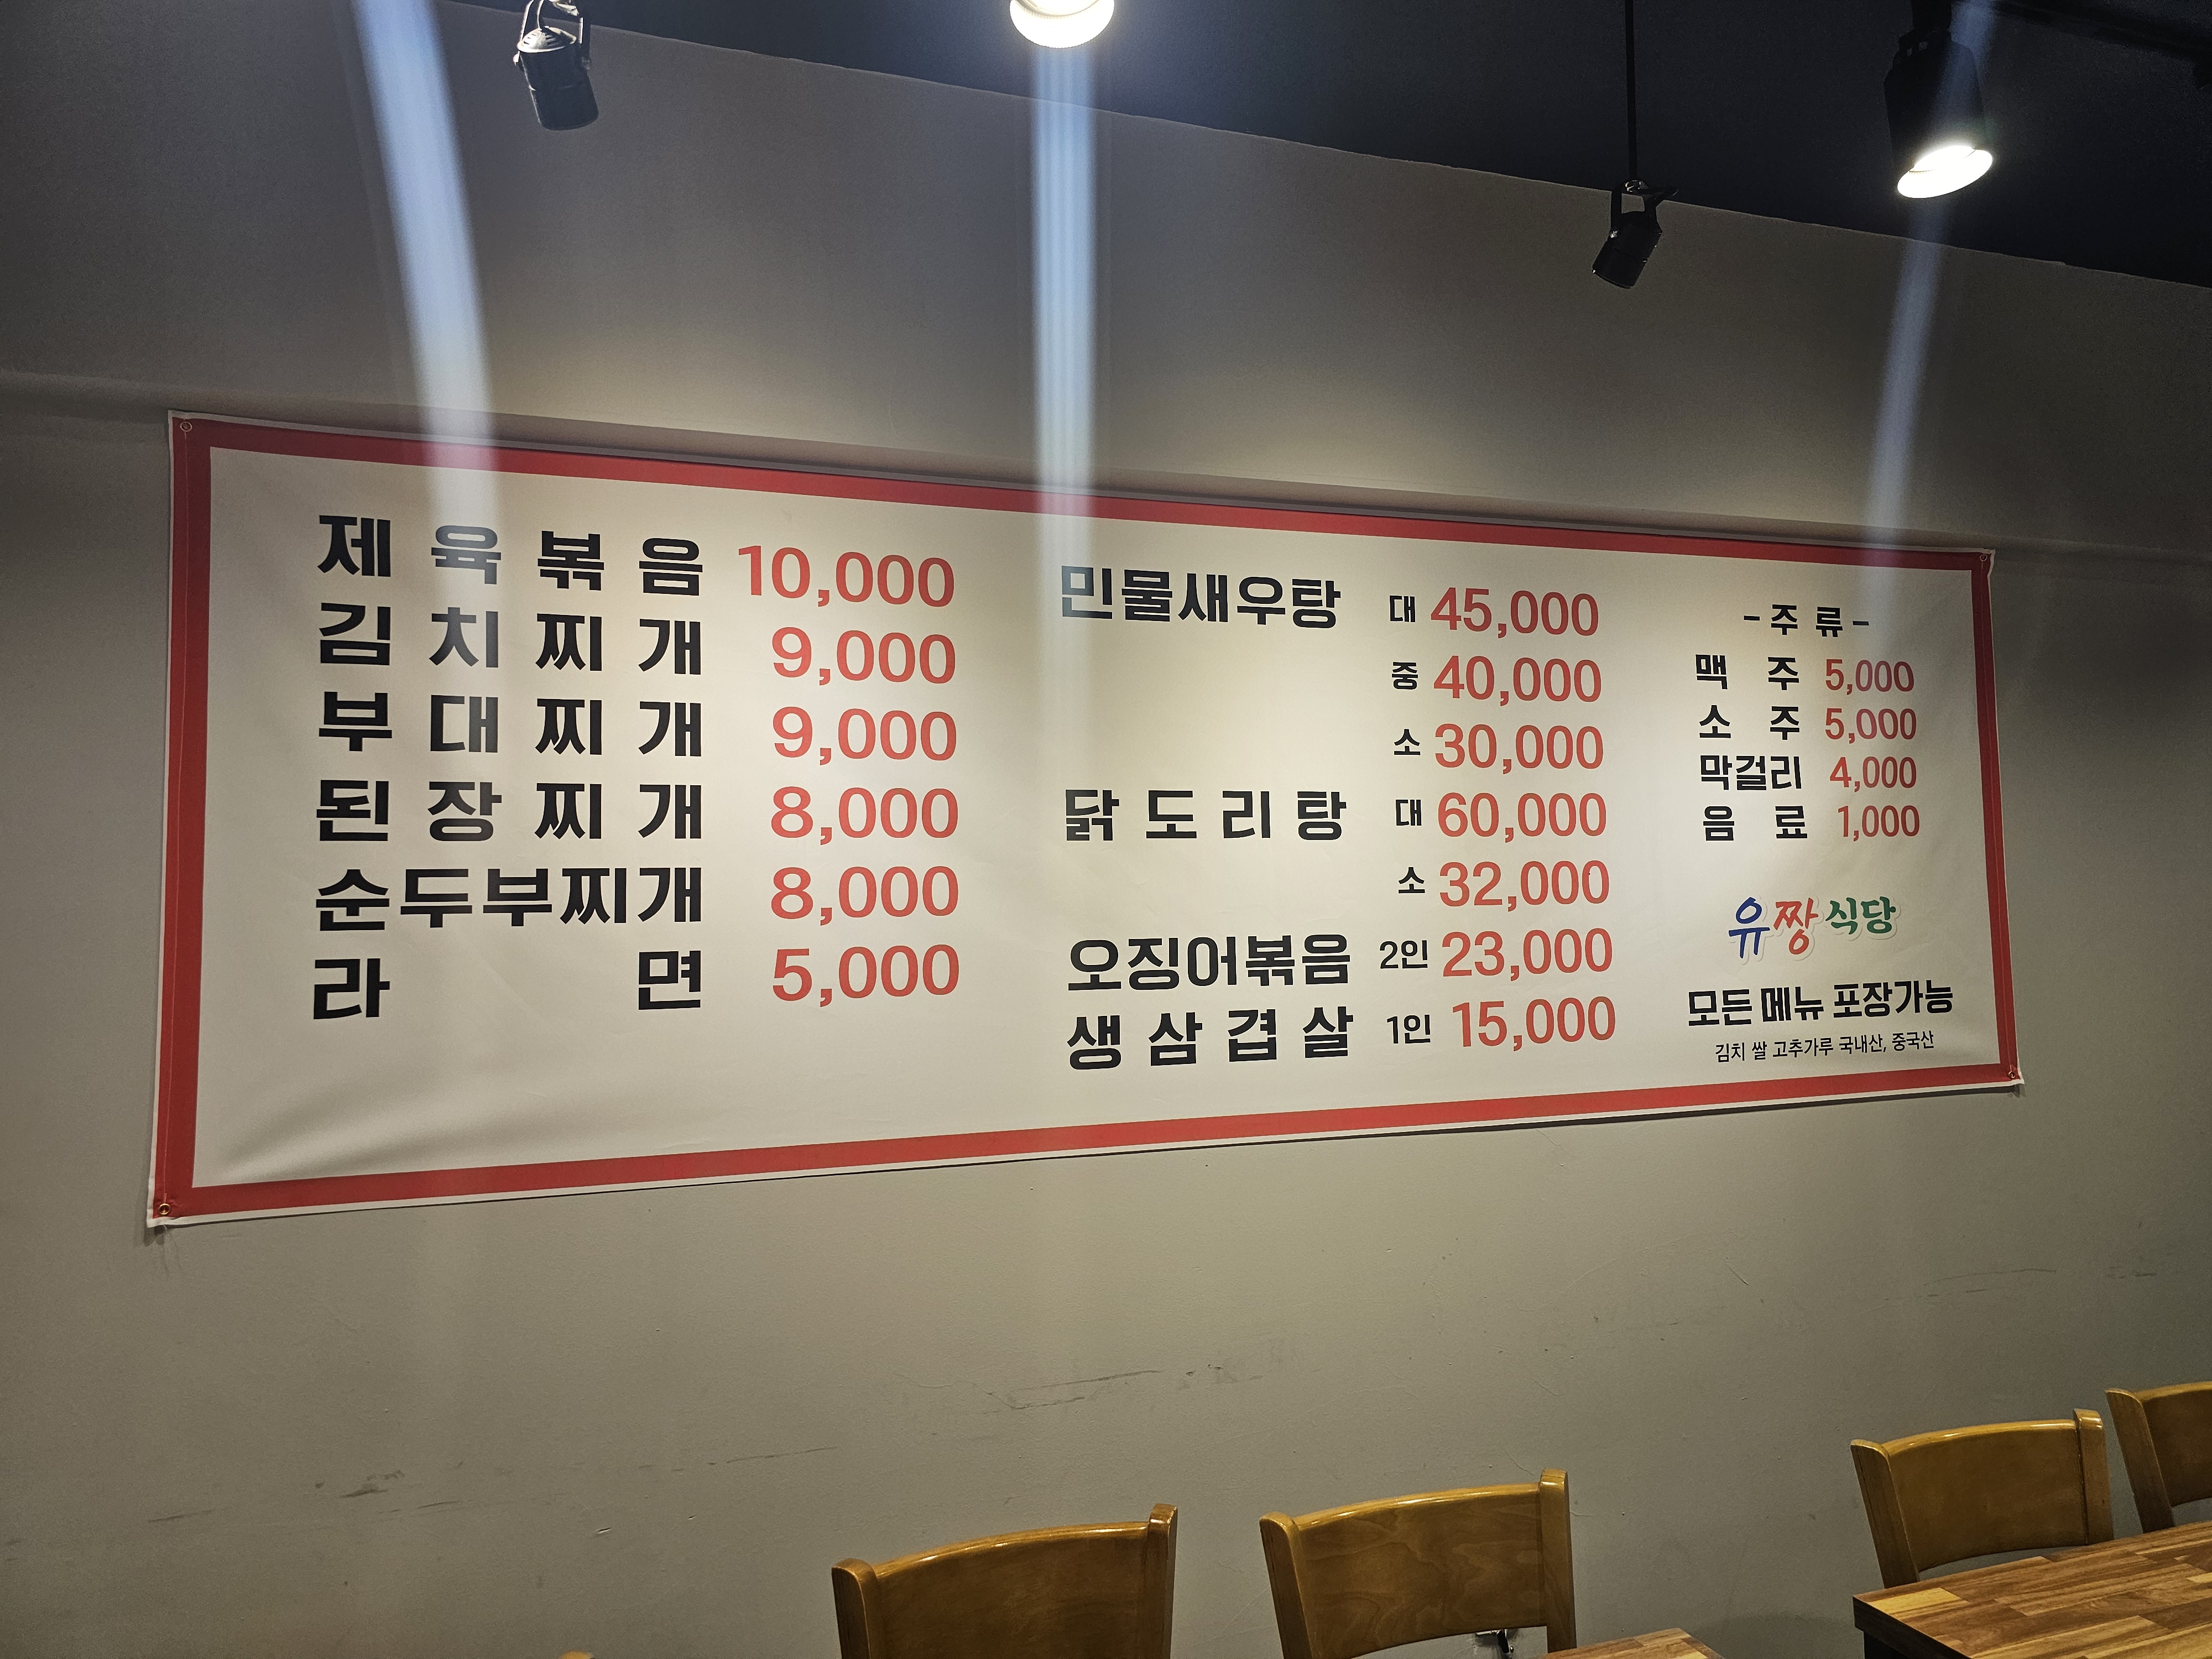 제육볶음 10,000
김치찌개 9,000
부대찌개 9,000
된장찌개 8,000
순두부찌개 8,000
라면 5,000
민물새우탕 대 45,000
중 40,000
소 30,000
닭도리탕 대 60,000
소 32,000
오징어볶음 2인 23,000
생삼겹살 1인 15,000
-주류-
맥주 5,000
소주 5,000
막걸리 4,000
음료 1,000
유짱식당
모든 메뉴 포장가능
김치 쌀 고추가루 국내산, 중국산